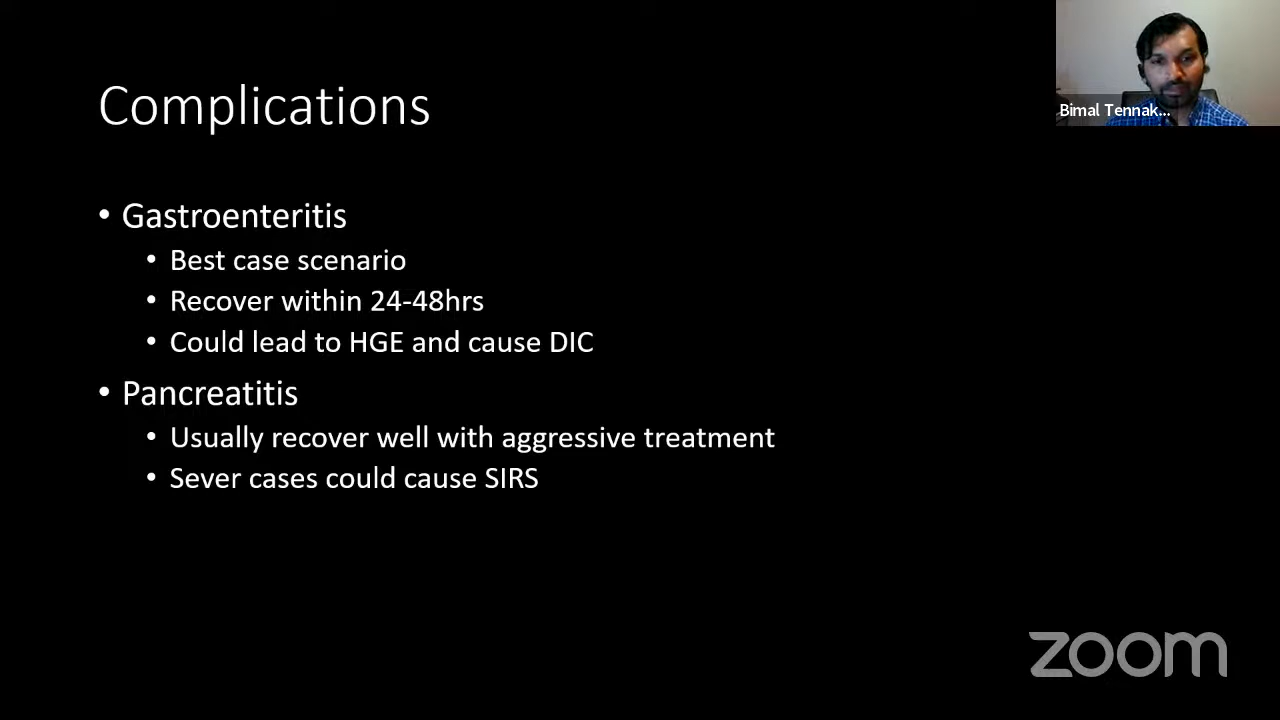 Complications
Bimal Tennak...
• Gastroenteritis
• Best case scenario
• Recover within 24-48hrs
• Could lead to HGE and cause DIC
• Pancreatitis
• Usually recover well with aggressive treatment
• Sever cases could cause SIRS
zoom